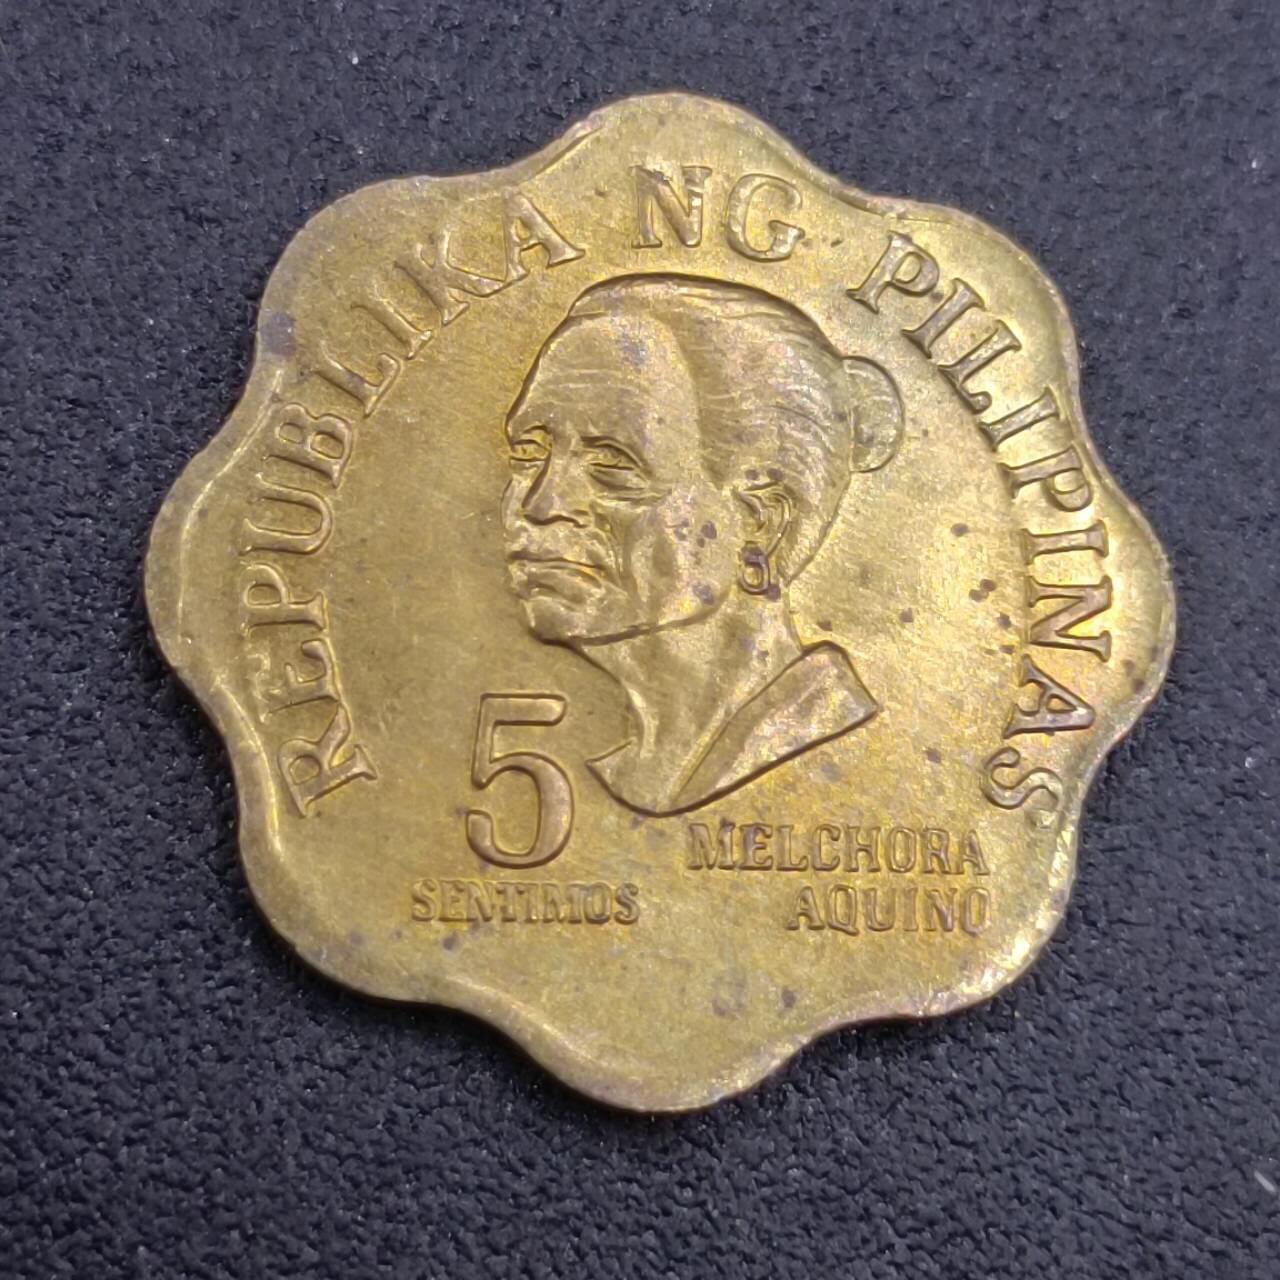 REPUBLIKA NG PILIPINAS
5
SENTIMOS
MELCHORA
AQUINO